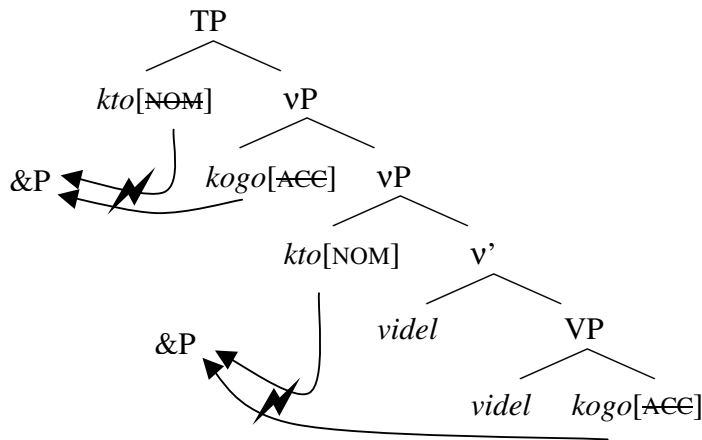 TP
kto[NOM] νP
&P kogo[ACC] νP
kto[NOM] ν’
&P videl VP
videl kogo[ACC]